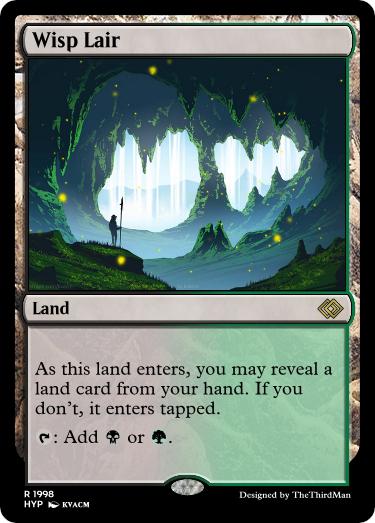 Wisp Lair
Land
As this land enters, you may reveal a
land card from your hand. If you
don't, it enters tapped.
: Add or .
R 1998
HYP KVACM
Designed by TheThirdMan